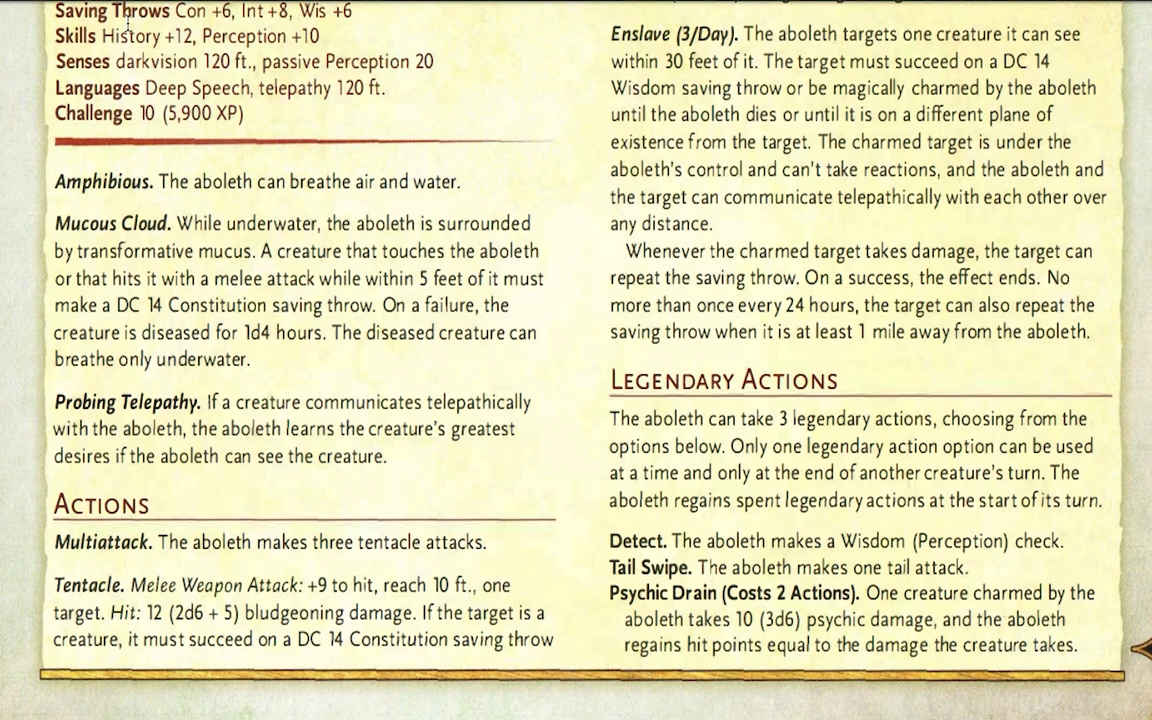 Saving Throws Con +6, Int +8, Wis +6
Skills History +12, Perception +10
Senses darkvision 120 ft., passive Perception 20
Languages Deep Speech, telepathy 120 ft.
Challenge 10 (5,900 XP)
Amphibious. The aboleth can breathe air and water.
Mucous Cloud. While underwater, the aboleth is surrounded
by transformative mucus. A creature that touches the aboleth
or that hits it with a melee attack while within 5 feet of it must
make a DC 14 Constitution saving throw. On a failure, the
creature is diseased for 1d4 hours. The diseased creature can
breathe only underwater.
Probing Telepathy. If a creature communicates telepathically
with the aboleth, the aboleth learns the creature's greatest
desires if the aboleth can see the creature.
Actions
Multiattack. The aboleth makes three tentacle attacks.
Tentacle. Melee Weapon Attack: +9 to hit, reach 10 ft., one
target. Hit: 12 (2d6 + 5) bludgeoning damage. If the target is a
creature, it must succeed on a DC 14 Constitution saving throw
Enslave (3/Day). The aboleth targets one creature it can see
within 30 feet of it. The target must succeed on a DC 14
Wisdom saving throw or be magically charmed by the aboleth
until the aboleth dies or until it is on a different plane of
existence from the target. The charmed target is under the
aboleth's control and can't take reactions, and the aboleth and
the target can communicate telepathically with each other over
any distance.
Whenever the charmed target takes damage, the target can
repeat the saving throw. On a success, the effect ends. No
more than once every 24 hours, the target can also repeat the
saving throw when it is at least 1 mile away from the aboleth.
Legendary Actions
The aboleth can take 3 legendary actions, choosing from the
options below. Only one legendary action option can be used
at a time and only at the end of another creature's turn. The
aboleth regains spent legendary actions at the start of its turn.
Detect. The aboleth makes a Wisdom (Perception) check.
Tail Swipe. The aboleth makes one tail attack.
Psychic Drain (Costs 2 Actions). One creature charmed by the
aboleth takes 10 (3d6) psychic damage, and the aboleth
regains hit points equal to the damage the creature takes.